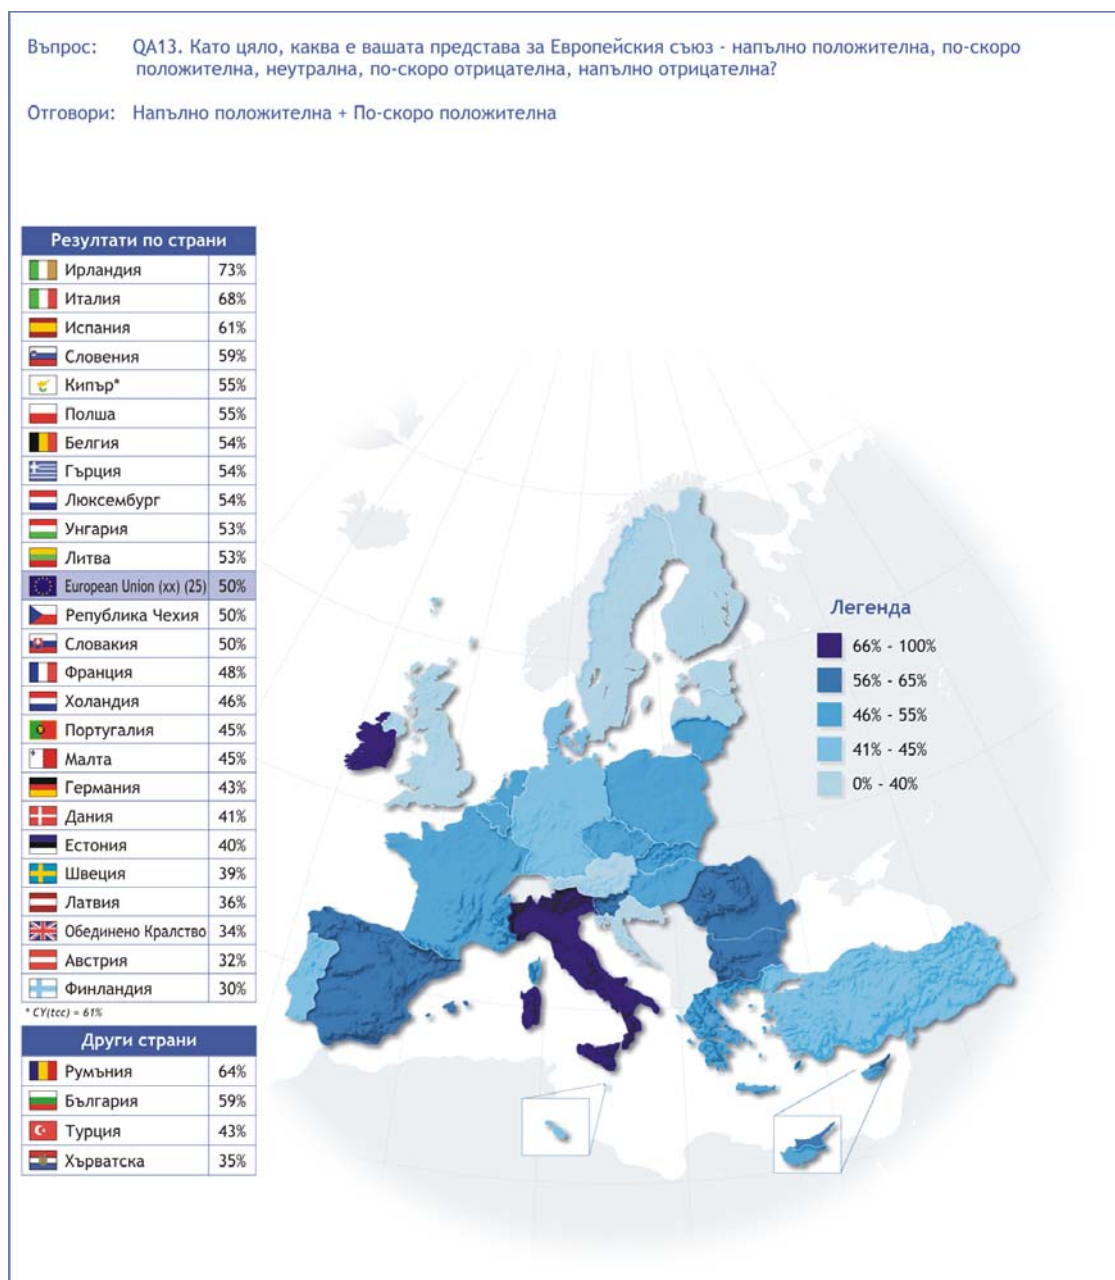 Въпрос: QA13. Като цяло, каква е вашата представа за Европейския съюз - напълно положителна, по-скоро
положителна, неутрална, по-скоро отрицателна, напълно отрицателна?
Отговори: Напълно положителна + По-скоро положителна
Резултати по страни
Ирландия 73%
Италия 68%
Испания 61%
Словения 59%
Кипър* 55%
Полша 55%
Белгия 54%
Гърция 54%
Люксембург 54%
Унгария 53%
Литва 53%
European Union (xx) (25) 50%
Република Чехия 50%
Словакия 50%
Франция 48%
Холандия 46%
Португалия 45%
Малта 45%
Германия 43%
Дания 41%
Естония 40%
Швеция 39%
Латвия 36%
Обединено Кралство 34%
Австрия 32%
Финландия 30%
* CY(tcc) = 61%
Други страни
Румъния 64%
България 59%
Турция 43%
Хърватска 35%
Легенда
66% - 100%
56% - 65%
46% - 55%
41% - 45%
0% - 40%